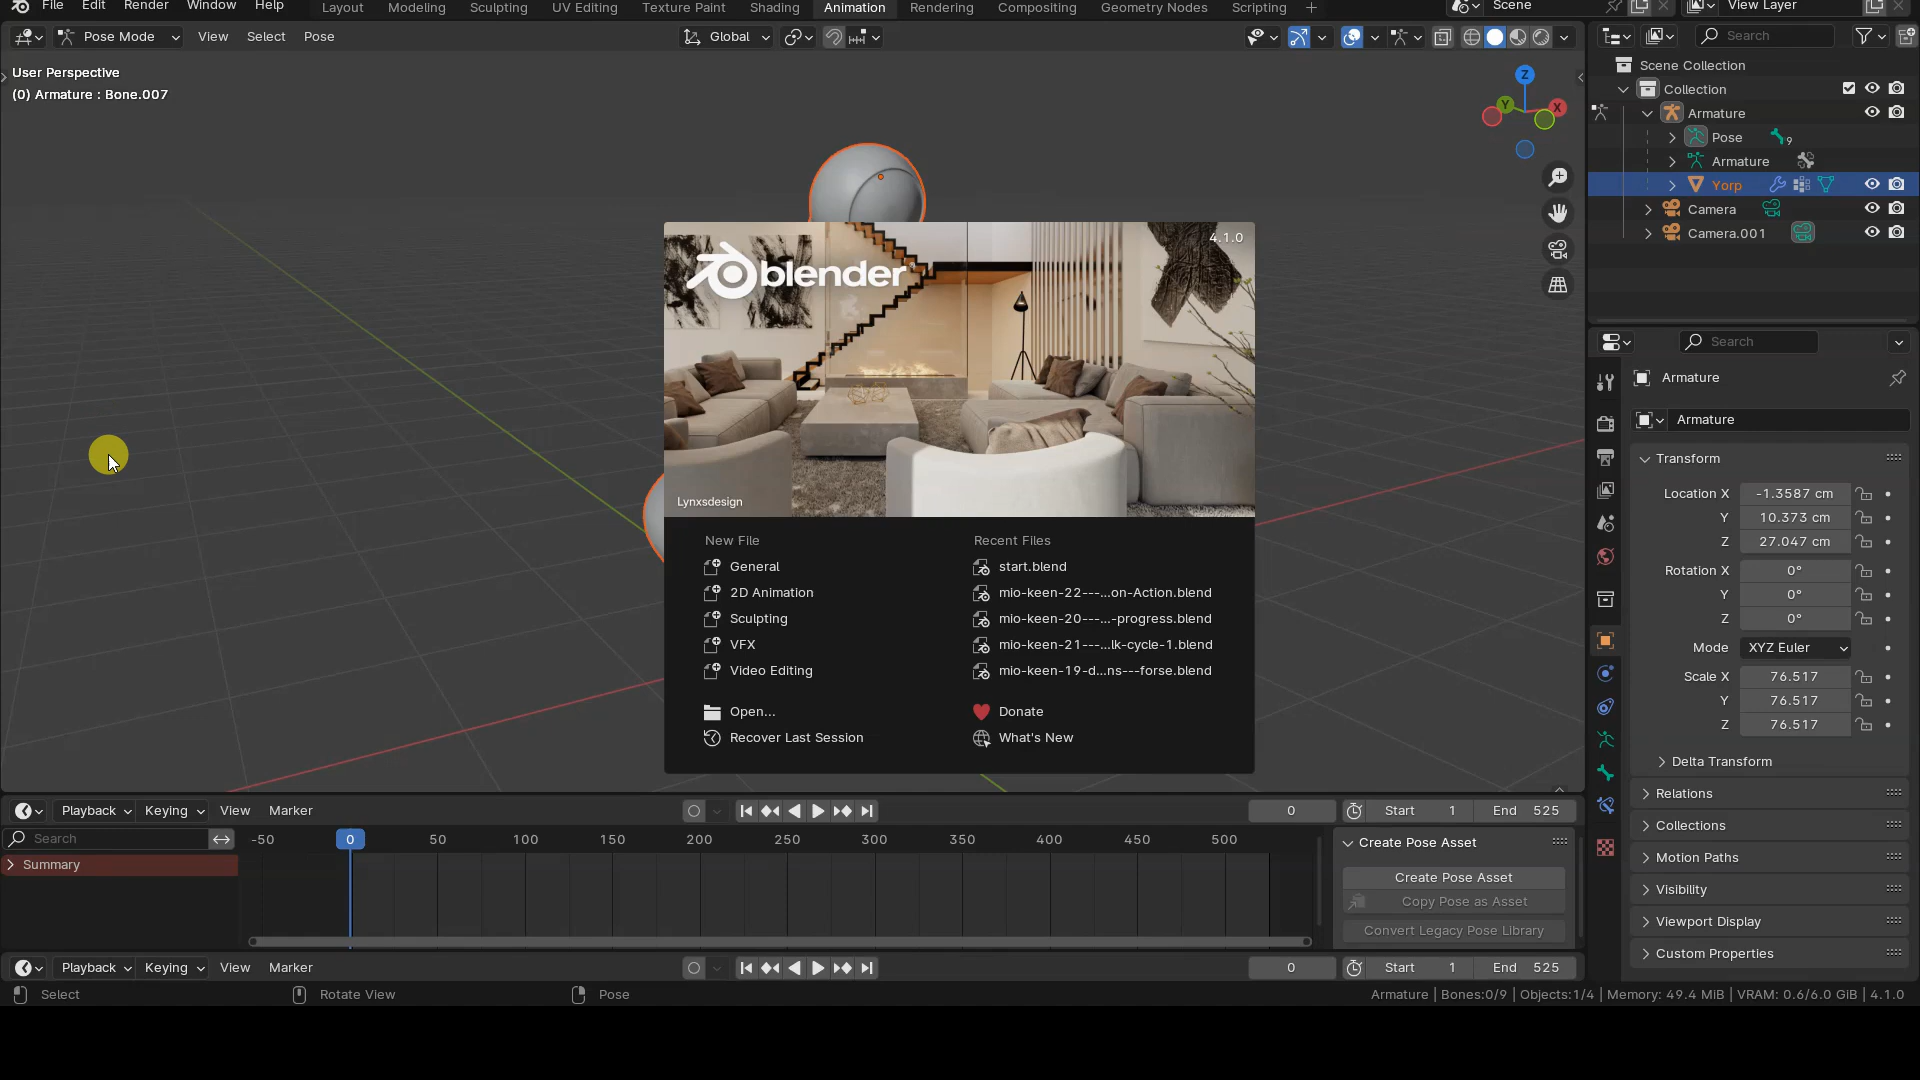 File Edit Render Window Help Layout Modeling Sculpting UV Editing Texture Paint Shading Animation Rendering Compositing Geometry Nodes Scripting Scene View Layer
Pose Mode View Select Pose Global Search
User Perspective
(0) Armature : Bone.007
Z
Y
X
Scene Collection
Collection
Armature
Pose 9
Armature
Yorp
Camera
Camera.001
4.1.0
blender
Lynxsdesign
New File
General
2D Animation
Sculpting
VFX
Video Editing
Open...
Recover Last Session
Recent Files
start.blend
mio-keen-22---...on-Action.blend
mio-keen-20---...-progress.blend
mio-keen-21---...lk-cycle-1.blend
mio-keen-19-d...ns---forse.blend
Donate
What's New
Search
Armature
Armature
Transform
Location X -1.3587 cm
Y 10.373 cm
Z 27.047 cm
Rotation X 0°
Y 0°
Z 0°
Mode XYZ Euler
Scale X 76.517
Y 76.517
Z 76.517
Delta Transform
Relations
Collections
Motion Paths
Visibility
Viewport Display
Custom Properties
Playback Keying View Marker 0 Start 1 End 525
Search -50 0 50 100 150 200 250 300 350 400 450 500
Summary
Create Pose Asset
Create Pose Asset
Copy Pose as Asset
Convert Legacy Pose Library
Playback Keying View Marker 0 Start 1 End 525
Select Rotate View Pose Armature | Bones:0/9 | Objects:1/4 | Memory: 49.4 MiB | VRAM: 0.6/6.0 GiB | 4.1.0